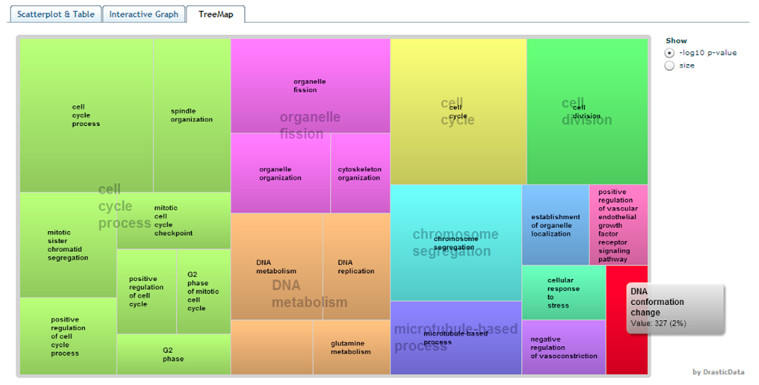 Scatterplot & Table
Interactive Graph
TreeMap
Show
-log10 p-value
size
cell
cycle
process
spindle
organization
cell
cycle
process
mitotic
sister
chromatid
segregation
mitotic
cell
cycle
checkpoint
positive
regulation
of cell
cycle
G2
phase
of mitotic
cell
cycle
positive
regulation
of cell
cycle
process
G2
phase
organelle
fission
organelle
fission
organelle
organization
cytoskeleton
organization
DNA
metabolism
DNA
replication
DNA
metabolism
glutamine
metabolism
cell
cycle
cell
cycle
cell
division
cell
division
chromosome
segregation
chromosome
segregation
microtubule-based
process
microtubule-based
process
establishment
of organelle
localization
positive
regulation
of vascular
endothelial
growth
factor
receptor
signaling
pathway
cellular
response
to
stress
negative
regulation
of vasoconstriction
DNA
conformation
change
Value: 327 (2%)
by DrasticData